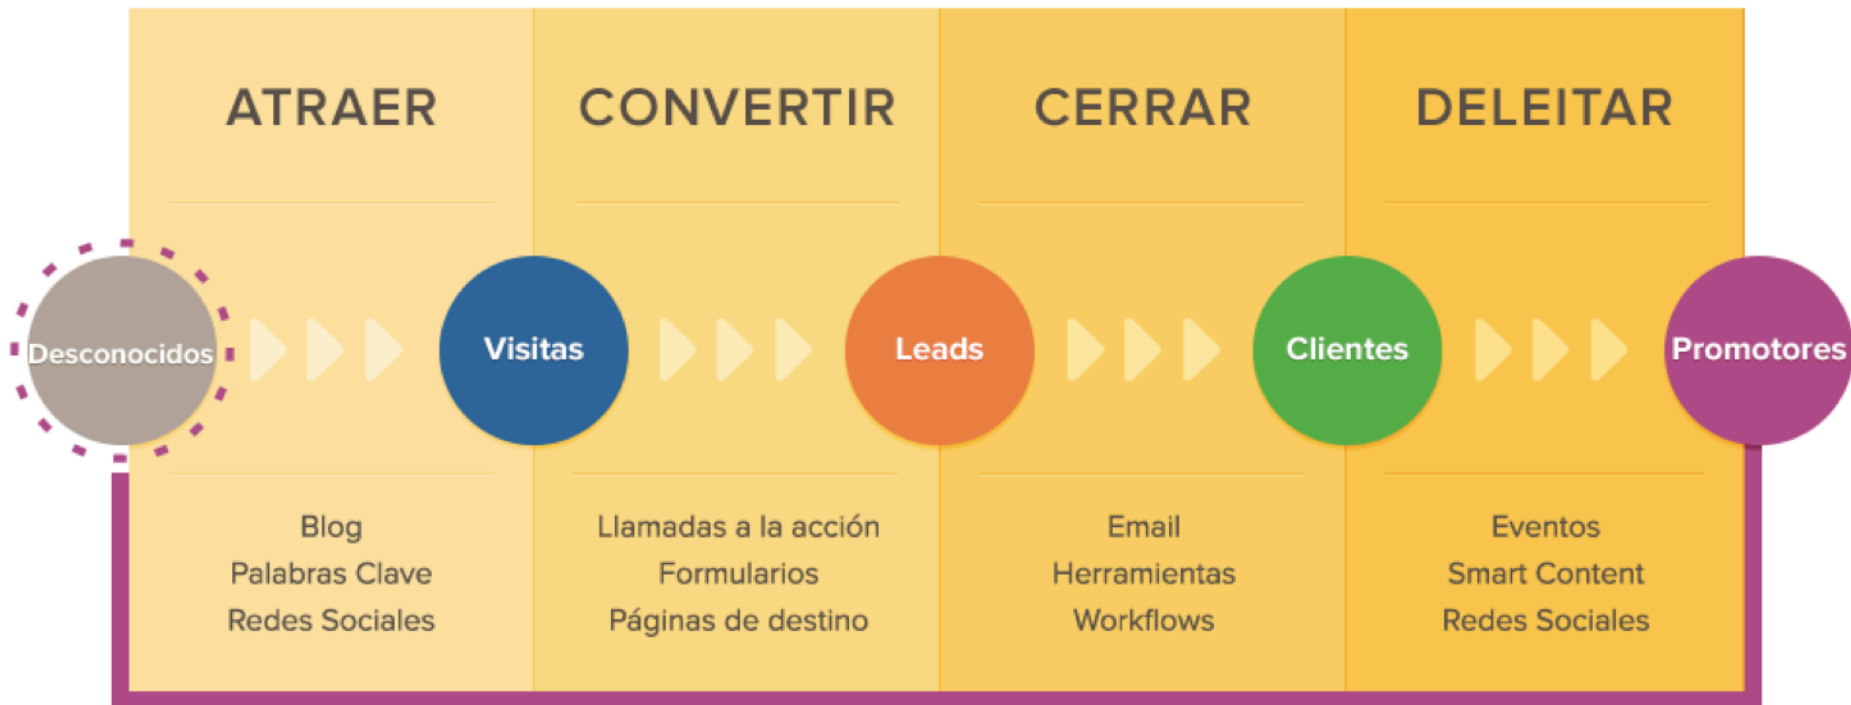 ATRAER
CONVERTIR
CERRAR
DELEITAR
Desconocidos
Visitas
Leads
Clientes
Promotores
Blog
Palabras Clave
Redes Sociales
Llamadas a la acción
Formularios
Páginas de destino
Email
Herramientas
Workflows
Eventos
Smart Content
Redes Sociales